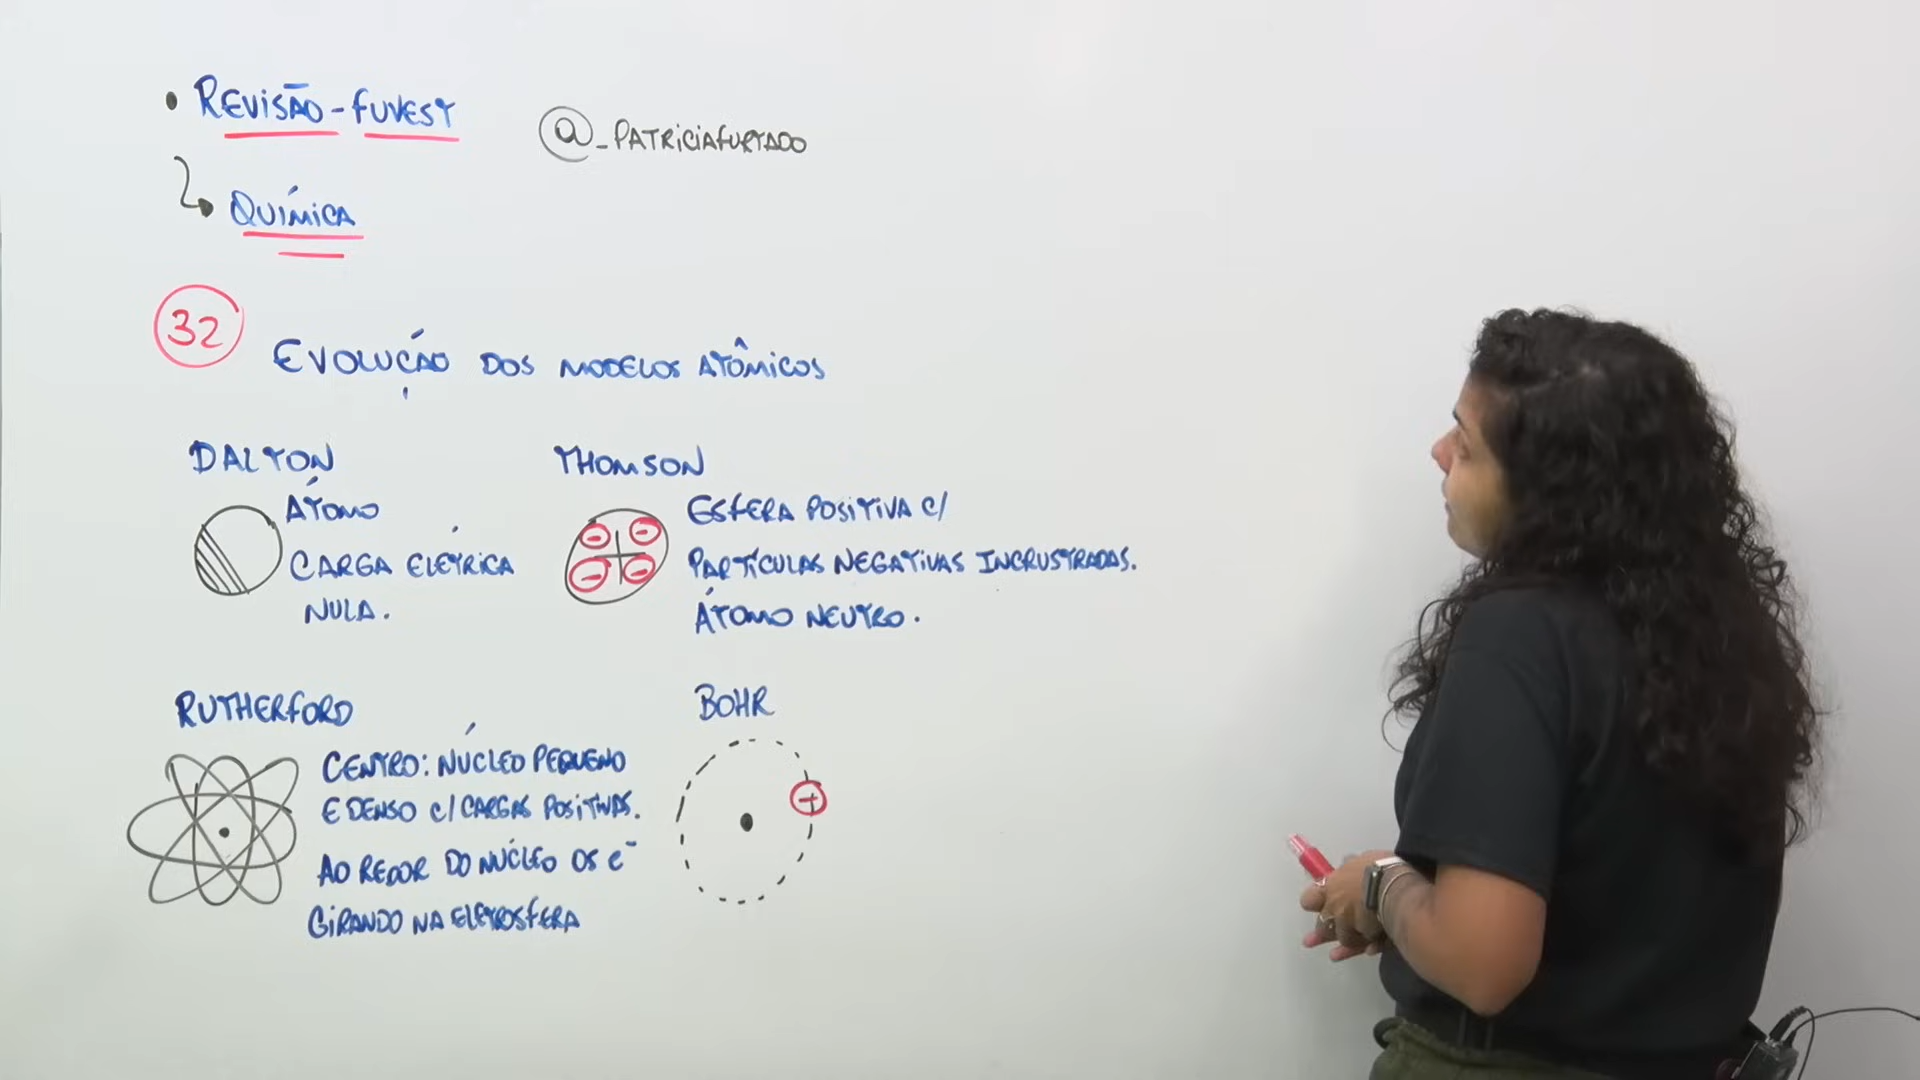 • REVISÃO - FUVEST
@_PATRICIAFURTADO
QUÍMICA
32
EVOLUÇÃO DOS MODELOS ATÔMICOS
DALTON
ÁTOMO
CARGA ELÉTRICA
NULA.
THOMSON
ESFERA POSITIVA C/
PARTÍCULAS NEGATIVAS INCRUSTRADAS.
ÁTOMO NEUTRO.
- -
+
- -
RUTHERFORD
CENTRO: NÚCLEO PEQUENO
E DENSO C/ CARGAS POSITIVAS.
AO REDOR DO NÚCLEO OS e⁻
GIRANDO NA ELETROSFERA
BOHR
-